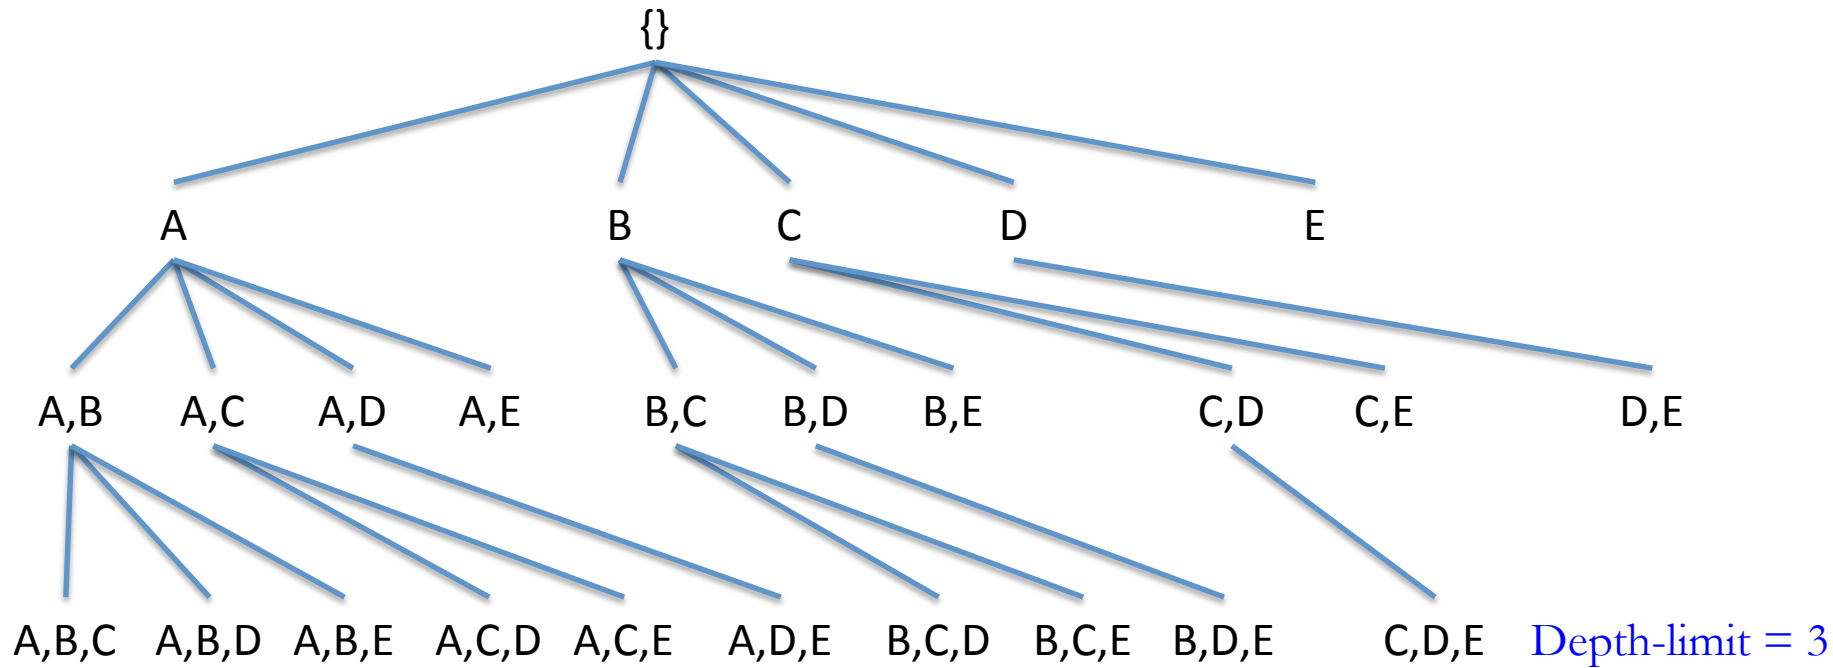 {}
A B C D E
A,B A,C A,D A,E B,C B,D B,E C,D C,E D,E
A,B,C A,B,D A,B,E A,C,D A,C,E A,D,E B,C,D B,C,E B,D,E C,D,E Depth-limit = 3